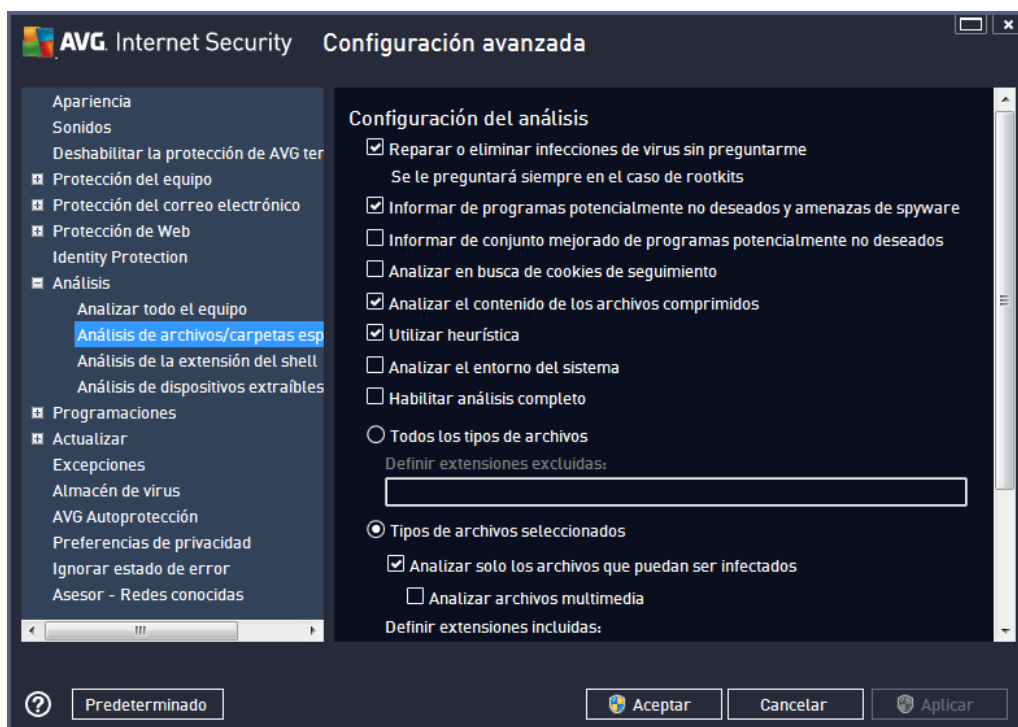 AVG. Internet Security
Configuración avanzada
Apariencia
Sonidos
Deshabilitar la protección de AVG ter
Protección del equipo
Protección del correo electrónico
Protección de Web
Identity Protection
Análisis
Analizar todo el equipo
Análisis de archivos/carpetas esp
Análisis de la extensión del shell
Análisis de dispositivos extraíbles
Programaciones
Actualizar
Excepciones
Almacén de virus
AVG Autoprotección
Preferencias de privacidad
Ignorar estado de error
Asesor - Redes conocidas
Configuración del análisis
Reparar o eliminar infecciones de virus sin preguntarme
Se le preguntará siempre en el caso de rootkits
Informar de programas potencialmente no deseados y amenazas de spyware
Informar de conjunto mejorado de programas potencialmente no deseados
Analizar en busca de cookies de seguimiento
Analizar el contenido de los archivos comprimidos
Utilizar heurística
Analizar el entorno del sistema
Habilitar análisis completo
Todos los tipos de archivos
Definir extensiones excluidas:
Tipos de archivos seleccionados
Analizar solo los archivos que puedan ser infectados
Analizar archivos multimedia
Definir extensiones incluidas:
? Predeterminado
Aceptar
Cancelar
Aplicar